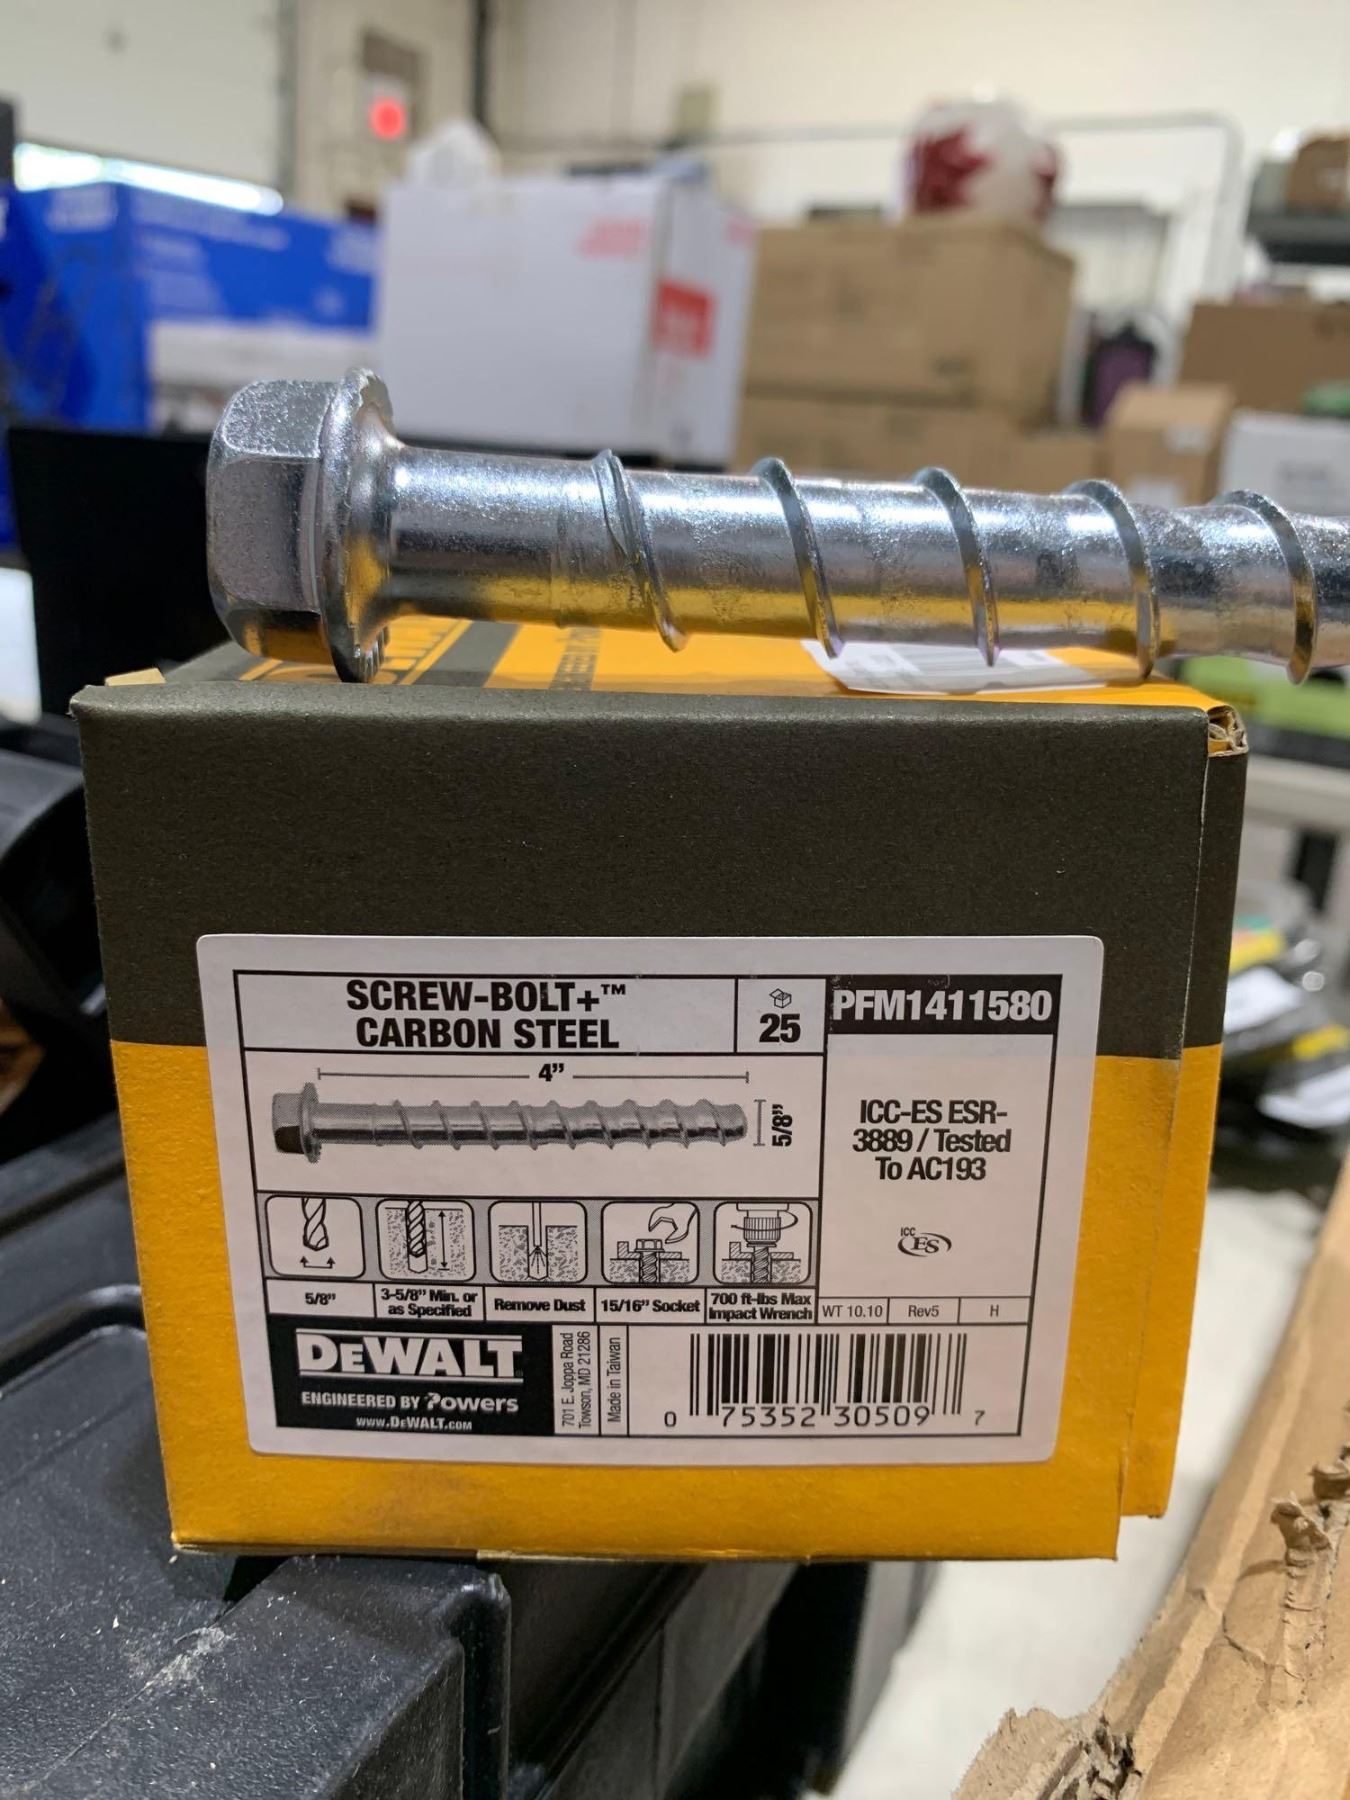 SCREW-BOLT+™
CARBON STEEL
25
PFM1411580
4”
5/8”
ICC-ES ESR-
3889 / Tested
To AC193
ICC
ES
5/8”
3-5/8” Min. or
as Specified
Remove Dust
15/16” Socket
700 ft-lbs Max
Impact Wrench
WT 10.10
Rev5
H
DEWALT
ENGINEERED BY Powers
www.DEWALT.com
701 E. Joppa Road
Towson, MD 21286
Made in Taiwan
0 75352 30509 7